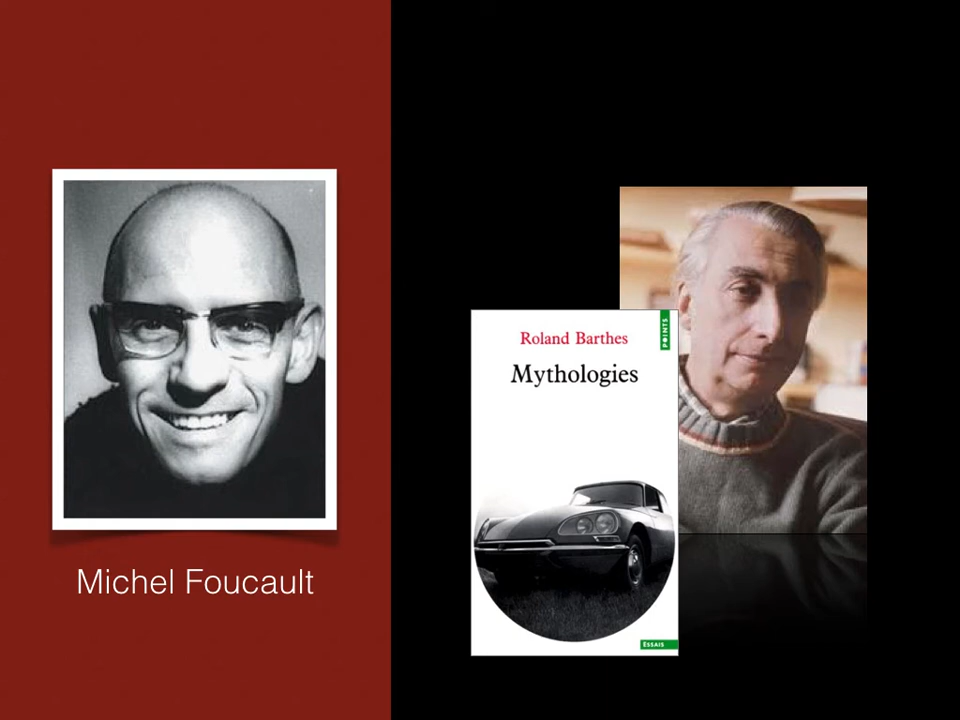 Michel Foucault
Roland Barthes
Mythologies
POINTS
ESSAIS